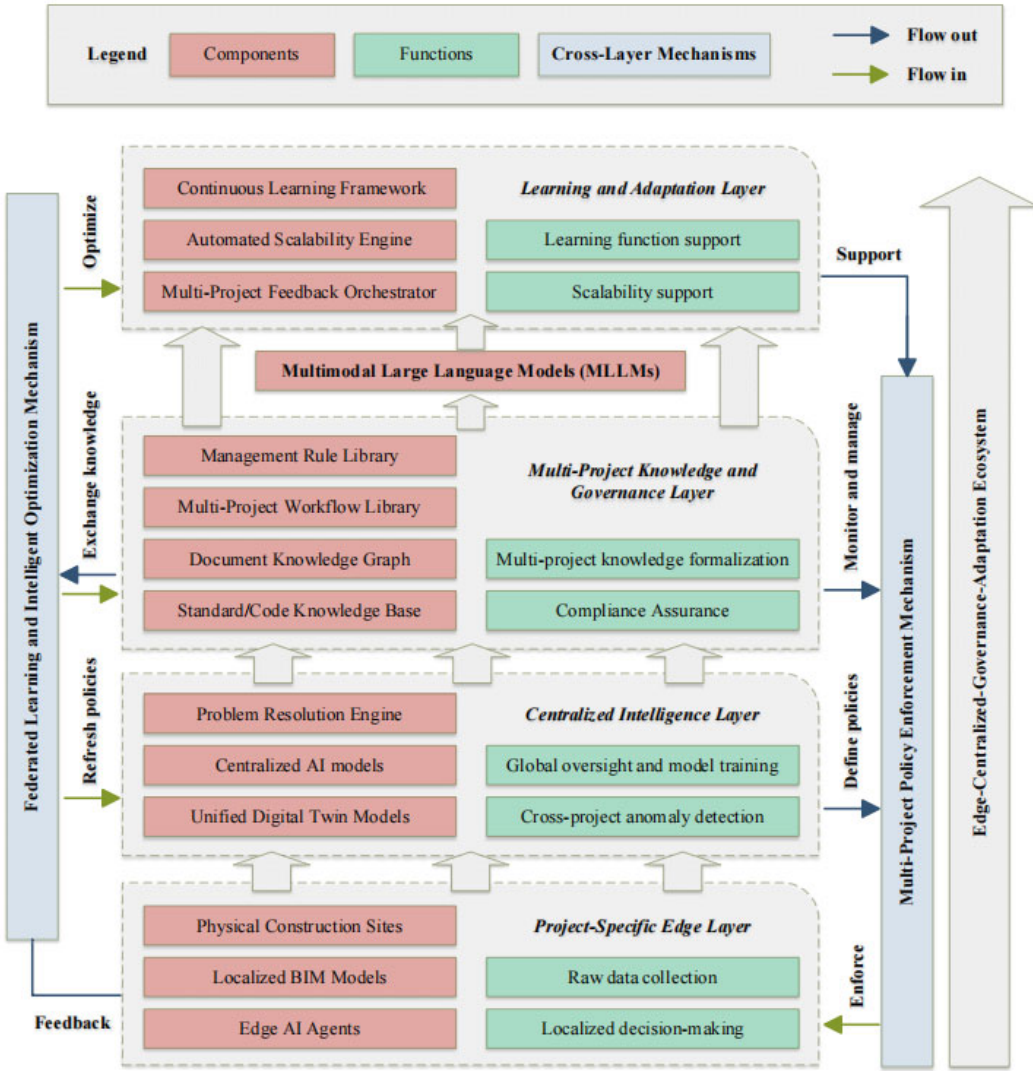 Legend
Components
Functions
Cross-Layer Mechanisms
Flow out
Flow in
Federated Learning and Intelligent Optimization Mechanism
Optimize
Exchange knowledge
Refresh policies
Feedback
Continuous Learning Framework
Automated Scalability Engine
Multi-Project Feedback Orchestrator
Learning and Adaptation Layer
Learning function support
Scalability support
Multimodal Large Language Models (MLLMs)
Management Rule Library
Multi-Project Workflow Library
Document Knowledge Graph
Standard/Code Knowledge Base
Multi-Project Knowledge and
Governance Layer
Multi-project knowledge formalization
Compliance Assurance
Problem Resolution Engine
Centralized AI models
Unified Digital Twin Models
Centralized Intelligence Layer
Global oversight and model training
Cross-project anomaly detection
Physical Construction Sites
Localized BIM Models
Edge AI Agents
Project-Specific Edge Layer
Raw data collection
Localized decision-making
Support
Monitor and manage
Define policies
Enforce
Multi-Project Policy Enforcement Mechanism
Edge-Centralized-Governance-Adaptation Ecosystem